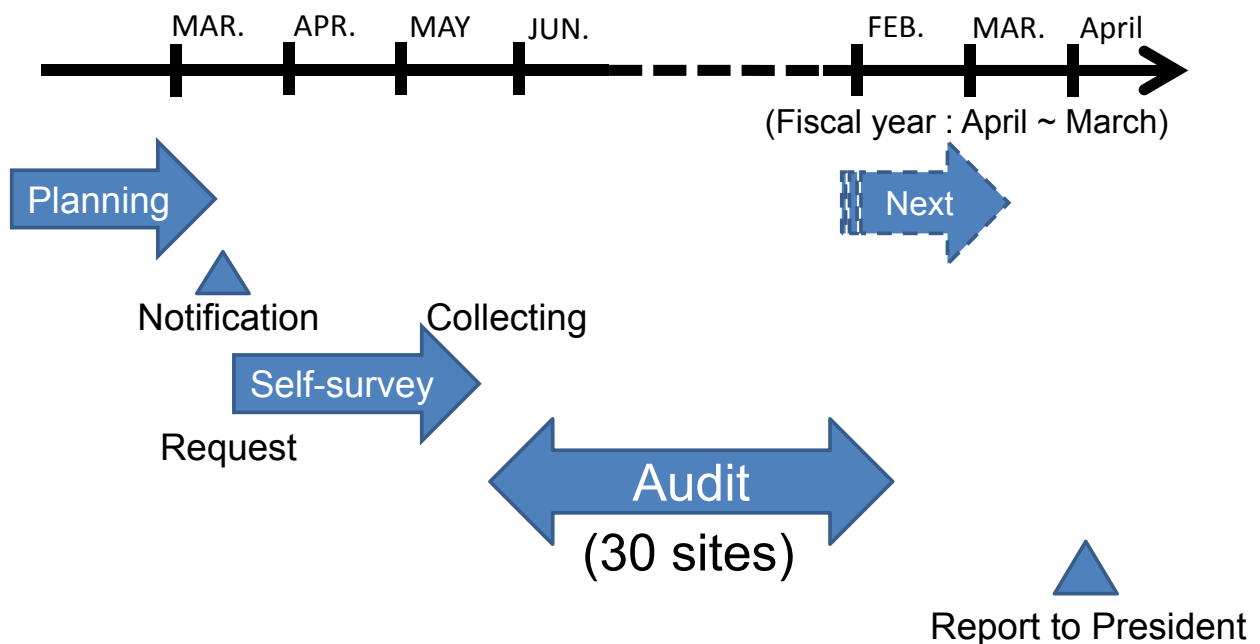 MAR.
APR.
MAY
JUN.
FEB.
MAR.
April
(Fiscal year : April ~ March)
Planning
Next
Notification
Collecting
Self-survey
Request
Audit
(30 sites)
Report to President